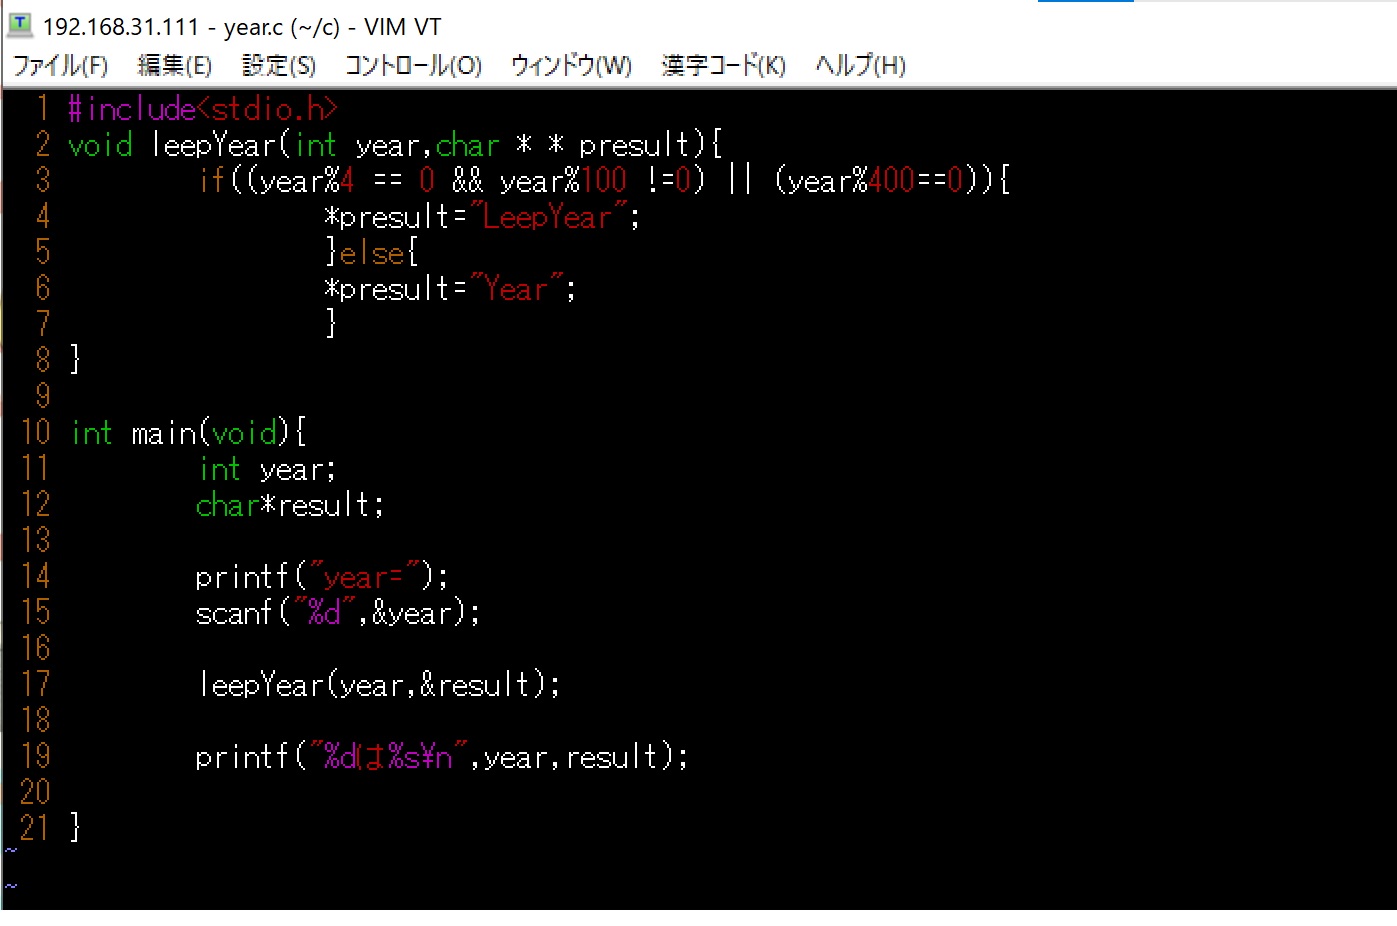 192.168.31.111 - year.c (~/c) - VIM VT
ファイル(F) 編集(E) 設定(S) コントロール(O) ウィンドウ(W) 漢字コード(K) ヘルプ(H)
1 #include<stdio.h>
2 void leepYear(int year,char * * presult){
3         if((year%4 == 0 && year%100 !=0) || (year%400==0)){
4                 *presult="LeepYear";
5                 }else{
6                 *presult="Year";
7                 }
8 }
9
10 int main(void){
11         int year;
12         char*result;
13
14         printf("year=");
15         scanf("%d",&year);
16
17         leepYear(year,&result);
18
19         printf("%dは%s¥n",year,result);
20
21 }
~
~